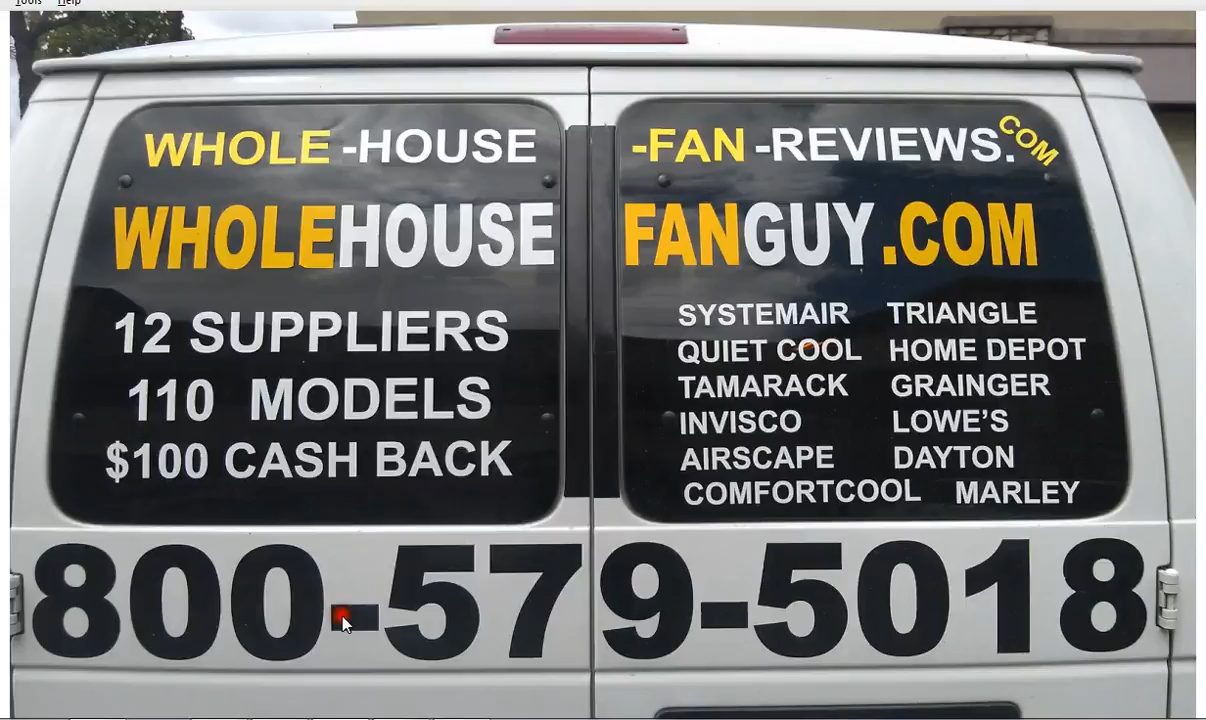 Tools Help
WHOLE -HOUSE -FAN -REVIEWS.COM
WHOLEHOUSE FANGUY.COM
12 SUPPLIERS
110 MODELS
$100 CASH BACK
SYSTEMAIR TRIANGLE
QUIET COOL HOME DEPOT
TAMARACK GRAINGER
INVISCO LOWE'S
AIRSCAPE DAYTON
COMFORTCOOL MARLEY
800-579-5018